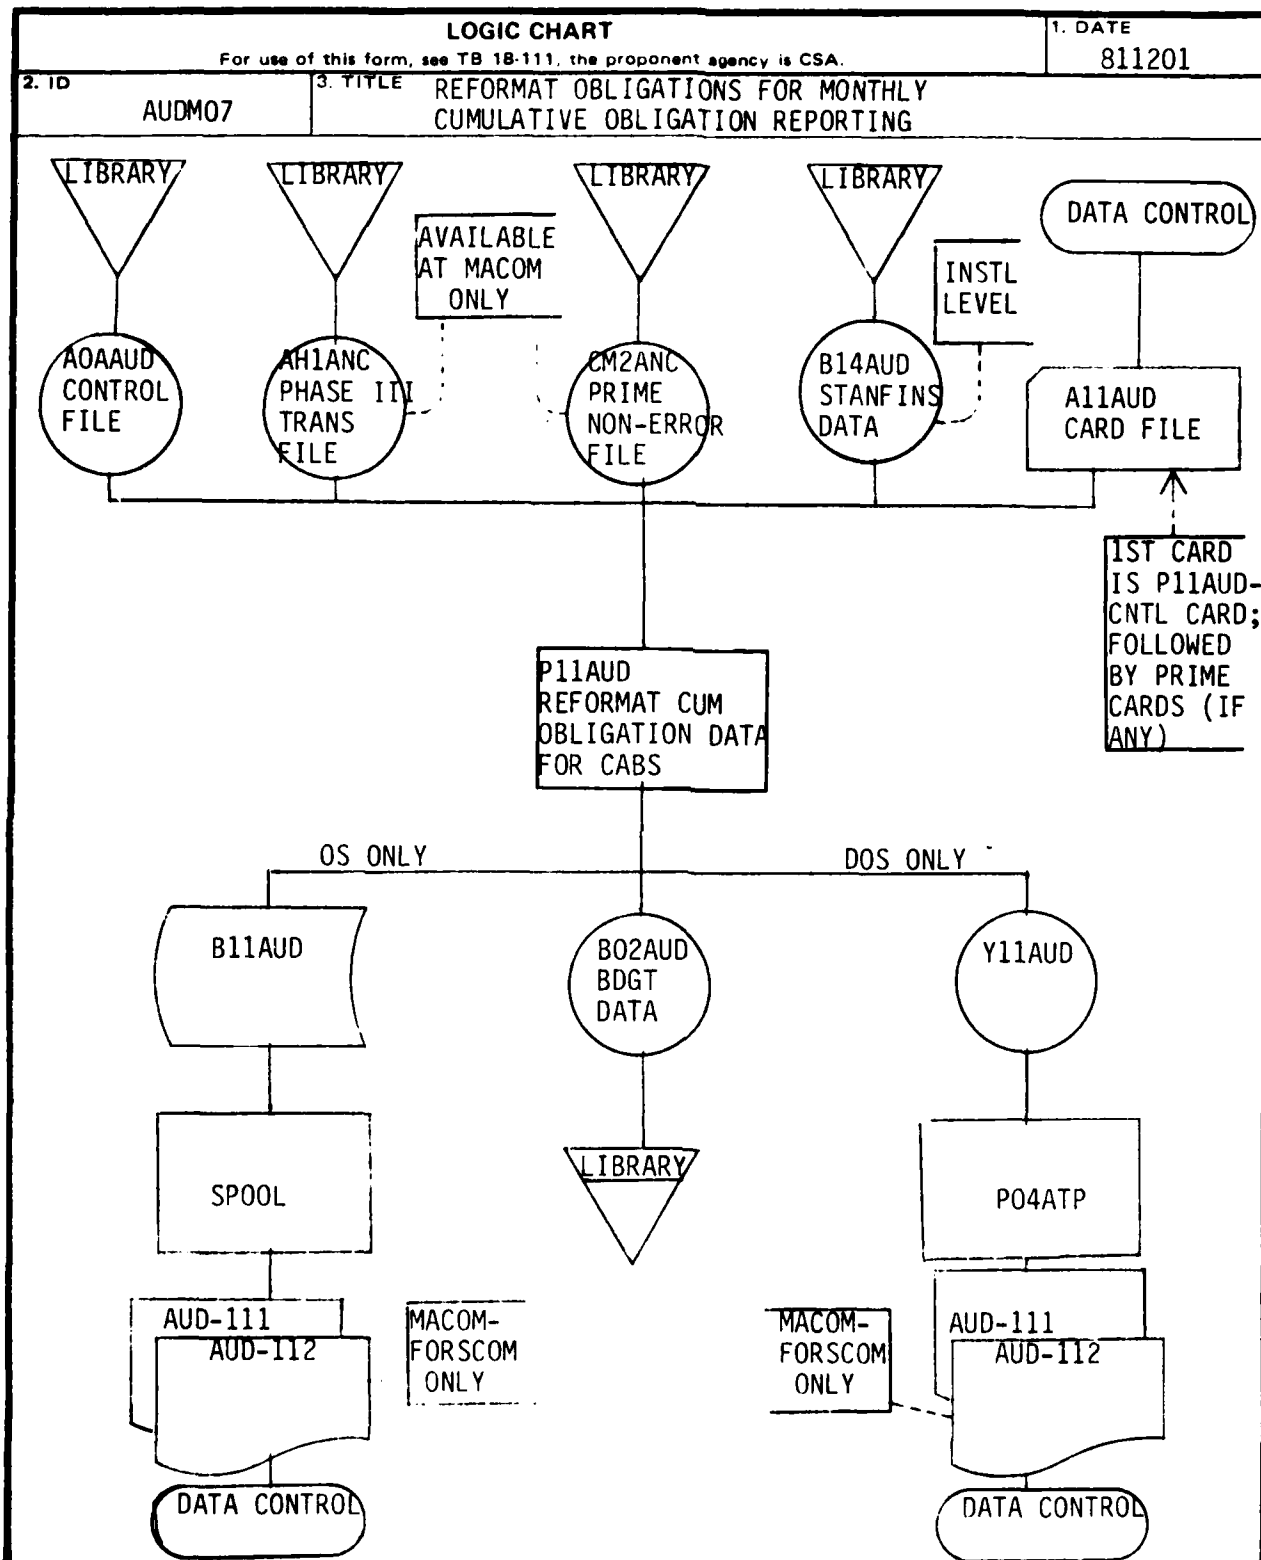 LOGIC CHART
For use of this form, see TB 18-111, the proponent agency is CSA.
1. DATE
811201
2. ID
AUDM07
3. TITLE
REFORMAT OBLIGATIONS FOR MONTHLY
CUMULATIVE OBLIGATION REPORTING
LIBRARY
LIBRARY
LIBRARY
LIBRARY
DATA CONTROL
AVAILABLE
AT MACOM
ONLY
INSTL
LEVEL
A0AAUD
CONTROL
FILE
AH1ANC
PHASE III
TRANS
FILE
CM2ANC
PRIME
NON-ERROR
FILE
B14AUD
STANFINS
DATA
A11AUD
CARD FILE
1ST CARD
IS P11AUD-
CNTL CARD;
FOLLOWED
BY PRIME
CARDS (IF
ANY)
P11AUD
REFORMAT CUM
OBLIGATION DATA
FOR CABS
OS ONLY
DOS ONLY
B11AUD
B02AUD
BDGT
DATA
Y11AUD
SPOOL
LIBRARY
P04ATP
AUD-111
AUD-112
MACOM-
FORSCOM
ONLY
MACOM-
FORSCOM
ONLY
AUD-111
AUD-112
DATA CONTROL
DATA CONTROL